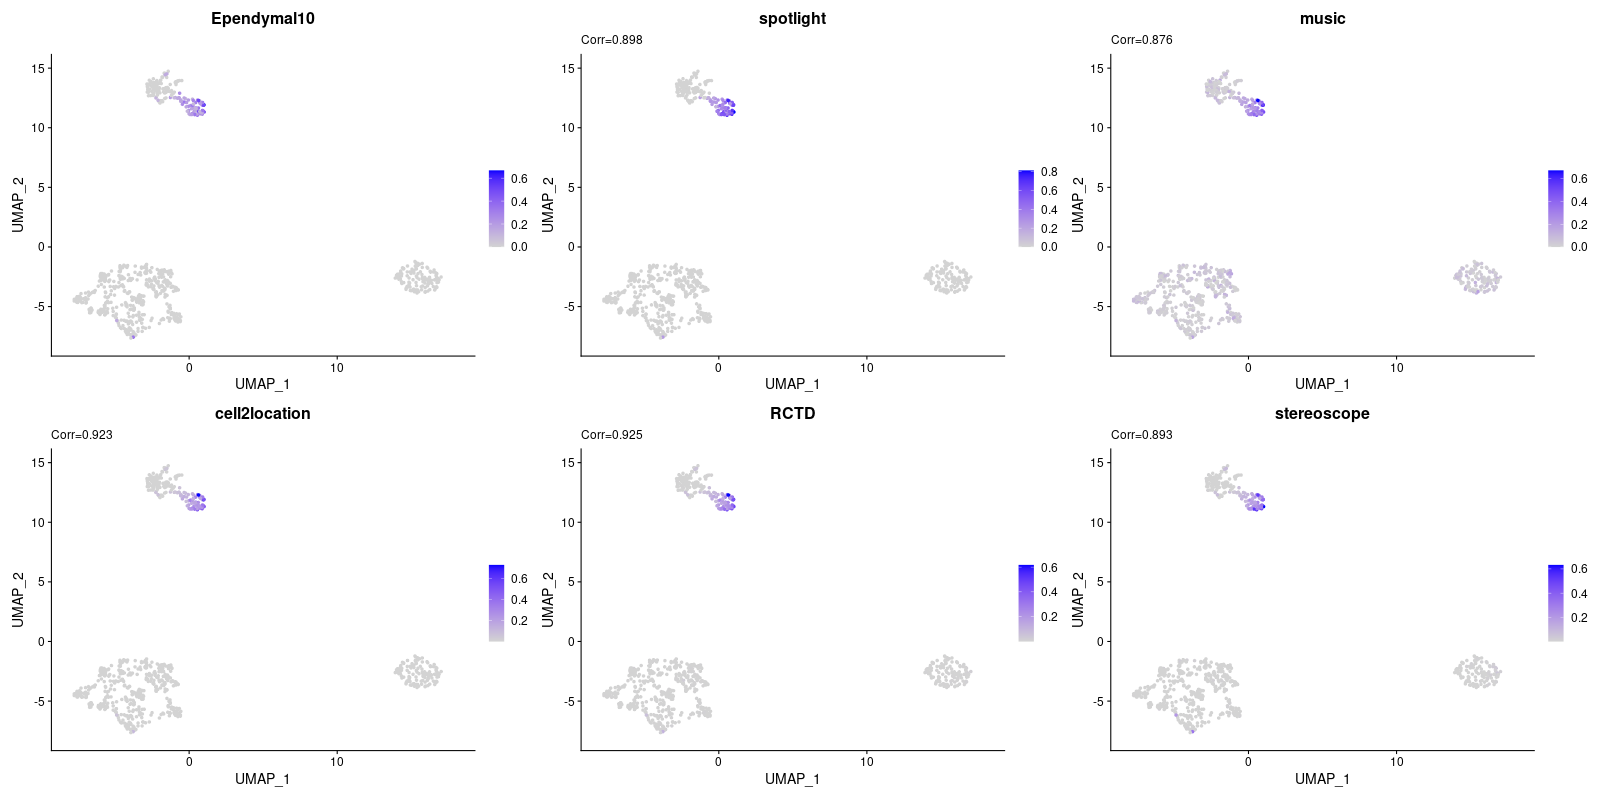 Ependymal10
15
10
5
0
-5
0
10
UMAP_1
UMAP_2
0.6
0.4
0.2
0.0
spotlight
Corr=0.898
15
10
5
0
-5
0
10
UMAP_1
UMAP_2
0.8
0.6
0.4
0.2
0.0
music
Corr=0.876
15
10
5
0
-5
0
10
UMAP_1
UMAP_2
0.6
0.4
0.2
0.0
cell2location
Corr=0.923
15
10
5
0
-5
0
10
UMAP_1
UMAP_2
0.6
0.4
0.2
RCTD
Corr=0.925
15
10
5
0
-5
0
10
UMAP_1
UMAP_2
0.6
0.4
0.2
stereoscope
Corr=0.893
15
10
5
0
-5
0
10
UMAP_1
UMAP_2
0.6
0.4
0.2